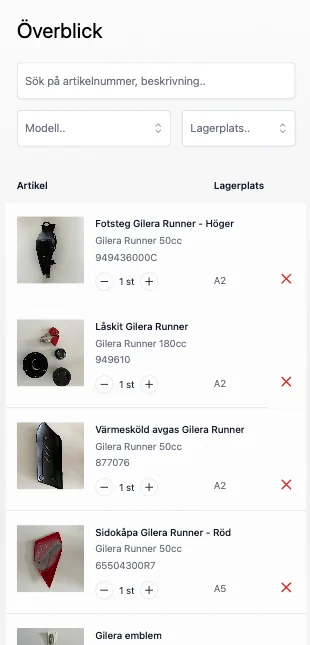 Överblick
Sök på artikelnummer, beskrivning..
Modell..
Lagerplats..
Artikel
Lagerplats
Fotsteg Gilera Runner - Höger
Gilera Runner 50cc
949436000C
1 st
A2
Låskit Gilera Runner
Gilera Runner 180cc
949610
1 st
A2
Värmesköld avgas Gilera Runner
Gilera Runner 50cc
877076
1 st
A2
Sidokåpa Gilera Runner - Röd
Gilera Runner 50cc
65504300R7
1 st
A5
Gilera emblem